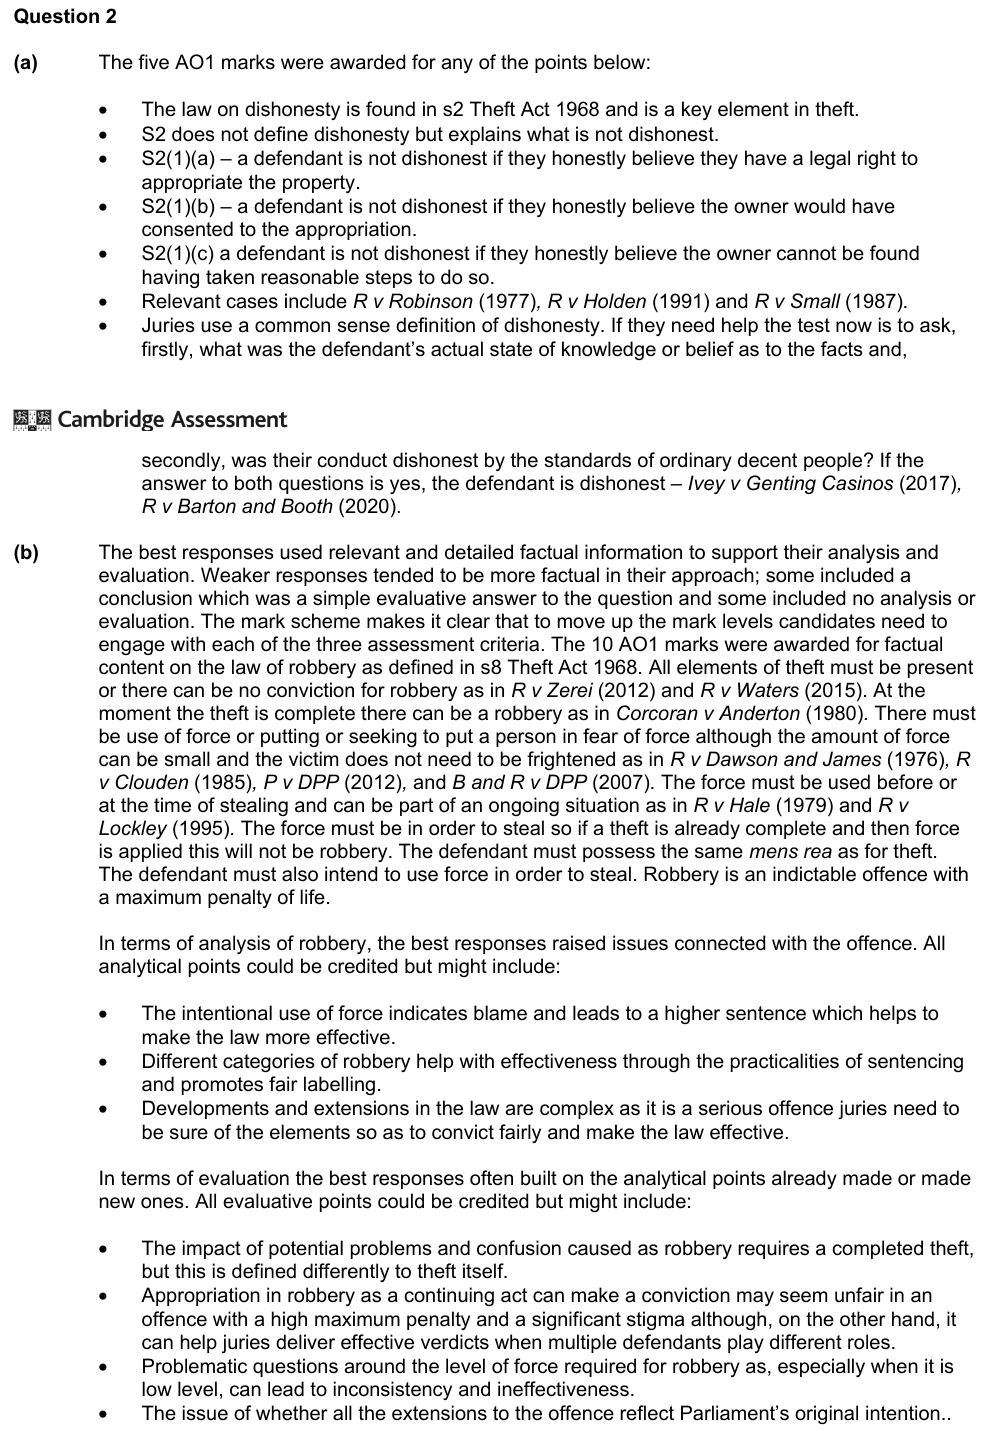 Question 2
(a) The five AO1 marks were awarded for any of the points below:
• The law on dishonesty is found in s2 Theft Act 1968 and is a key element in theft.
• S2 does not define dishonesty but explains what is not dishonest.
• S2(1)(a) – a defendant is not dishonest if they honestly believe they have a legal right to
appropriate the property.
• S2(1)(b) – a defendant is not dishonest if they honestly believe the owner would have
consented to the appropriation.
• S2(1)(c) a defendant is not dishonest if they honestly believe the owner cannot be found
having taken reasonable steps to do so.
• Relevant cases include R v Robinson (1977), R v Holden (1991) and R v Small (1987).
• Juries use a common sense definition of dishonesty. If they need help the test now is to ask,
firstly, what was the defendant's actual state of knowledge or belief as to the facts and,
Cambridge Assessment
secondly, was their conduct dishonest by the standards of ordinary decent people? If the
answer to both questions is yes, the defendant is dishonest – Ivey v Genting Casinos (2017),
R v Barton and Booth (2020).
(b) The best responses used relevant and detailed factual information to support their analysis and
evaluation. Weaker responses tended to be more factual in their approach; some included a
conclusion which was a simple evaluative answer to the question and some included no analysis or
evaluation. The mark scheme makes it clear that to move up the mark levels candidates need to
engage with each of the three assessment criteria. The 10 AO1 marks were awarded for factual
content on the law of robbery as defined in s8 Theft Act 1968. All elements of theft must be present
or there can be no conviction for robbery as in R v Zerei (2012) and R v Waters (2015). At the
moment the theft is complete there can be a robbery as in Corcoran v Anderton (1980). There must
be use of force or putting or seeking to put a person in fear of force although the amount of force
can be small and the victim does not need to be frightened as in R v Dawson and James (1976), R
v Clouden (1985), P v DPP (2012), and B and R v DPP (2007). The force must be used before or
at the time of stealing and can be part of an ongoing situation as in R v Hale (1979) and R v
Lockley (1995). The force must be in order to steal so if a theft is already complete and then force
is applied this will not be robbery. The defendant must possess the same mens rea as for theft.
The defendant must also intend to use force in order to steal. Robbery is an indictable offence with
a maximum penalty of life.
In terms of analysis of robbery, the best responses raised issues connected with the offence. All
analytical points could be credited but might include:
• The intentional use of force indicates blame and leads to a higher sentence which helps to
make the law more effective.
• Different categories of robbery help with effectiveness through the practicalities of sentencing
and promotes fair labelling.
• Developments and extensions in the law are complex as it is a serious offence juries need to
be sure of the elements so as to convict fairly and make the law effective.
In terms of evaluation the best responses often built on the analytical points already made or made
new ones. All evaluative points could be credited but might include:
• The impact of potential problems and confusion caused as robbery requires a completed theft,
but this is defined differently to theft itself.
• Appropriation in robbery as a continuing act can make a conviction may seem unfair in an
offence with a high maximum penalty and a significant stigma although, on the other hand, it
can help juries deliver effective verdicts when multiple defendants play different roles.
• Problematic questions around the level of force required for robbery as, especially when it is
low level, can lead to inconsistency and ineffectiveness.
• The issue of whether all the extensions to the offence reflect Parliament's original intention..